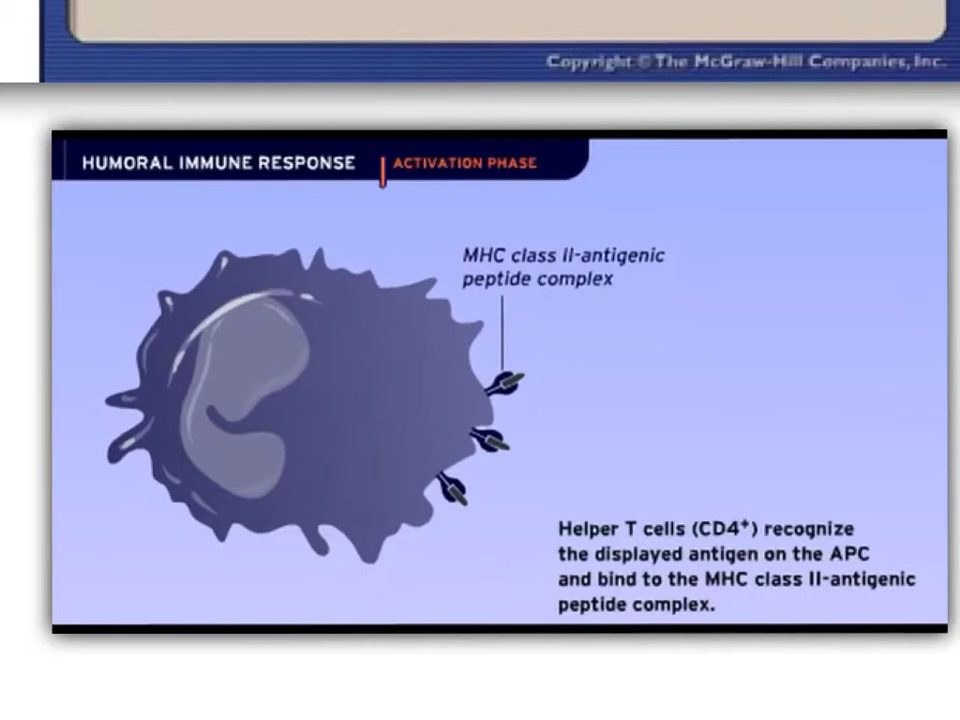 Copyright © The McGraw-Hill Companies, Inc.
HUMORAL IMMUNE RESPONSE ACTIVATION PHASE
MHC class II-antigenic
peptide complex
Helper T cells (CD4⁺) recognize
the displayed antigen on the APC
and bind to the MHC class II-antigenic
peptide complex.